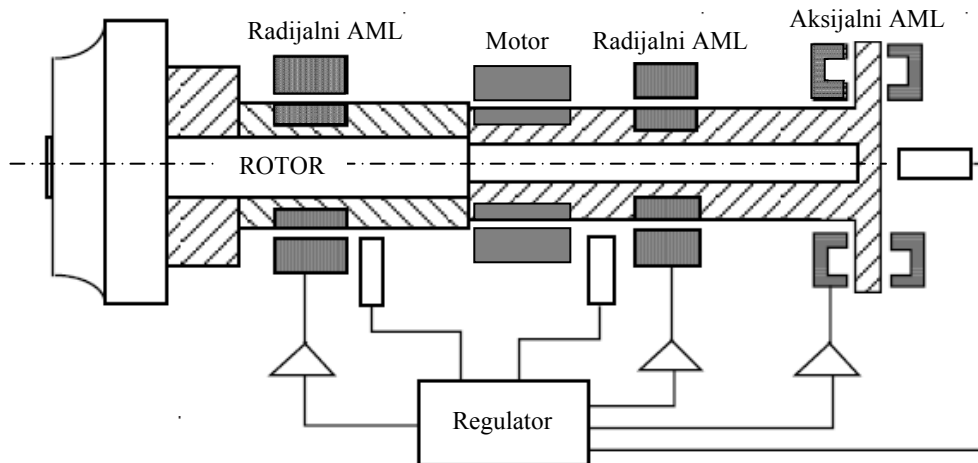 Radijalni AML
Motor
Radijalni AML
Aksijalni AML
ROTOR
Regulator